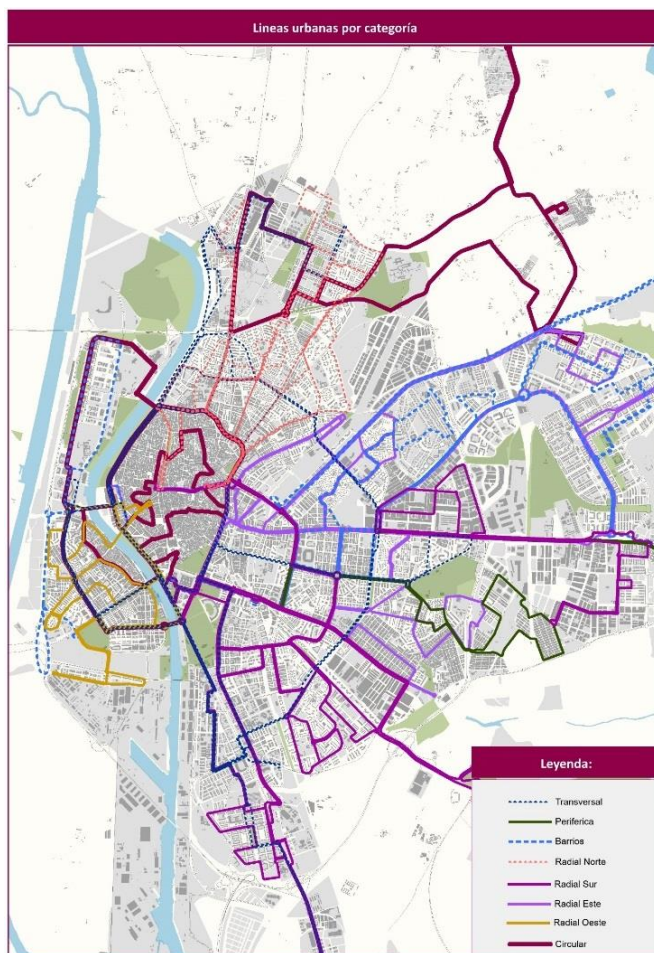 Lineas urbanas por categoría
Leyenda:
Transversal
Periferica
Barrios
Radial Norte
Radial Sur
Radial Este
Radial Oeste
Circular